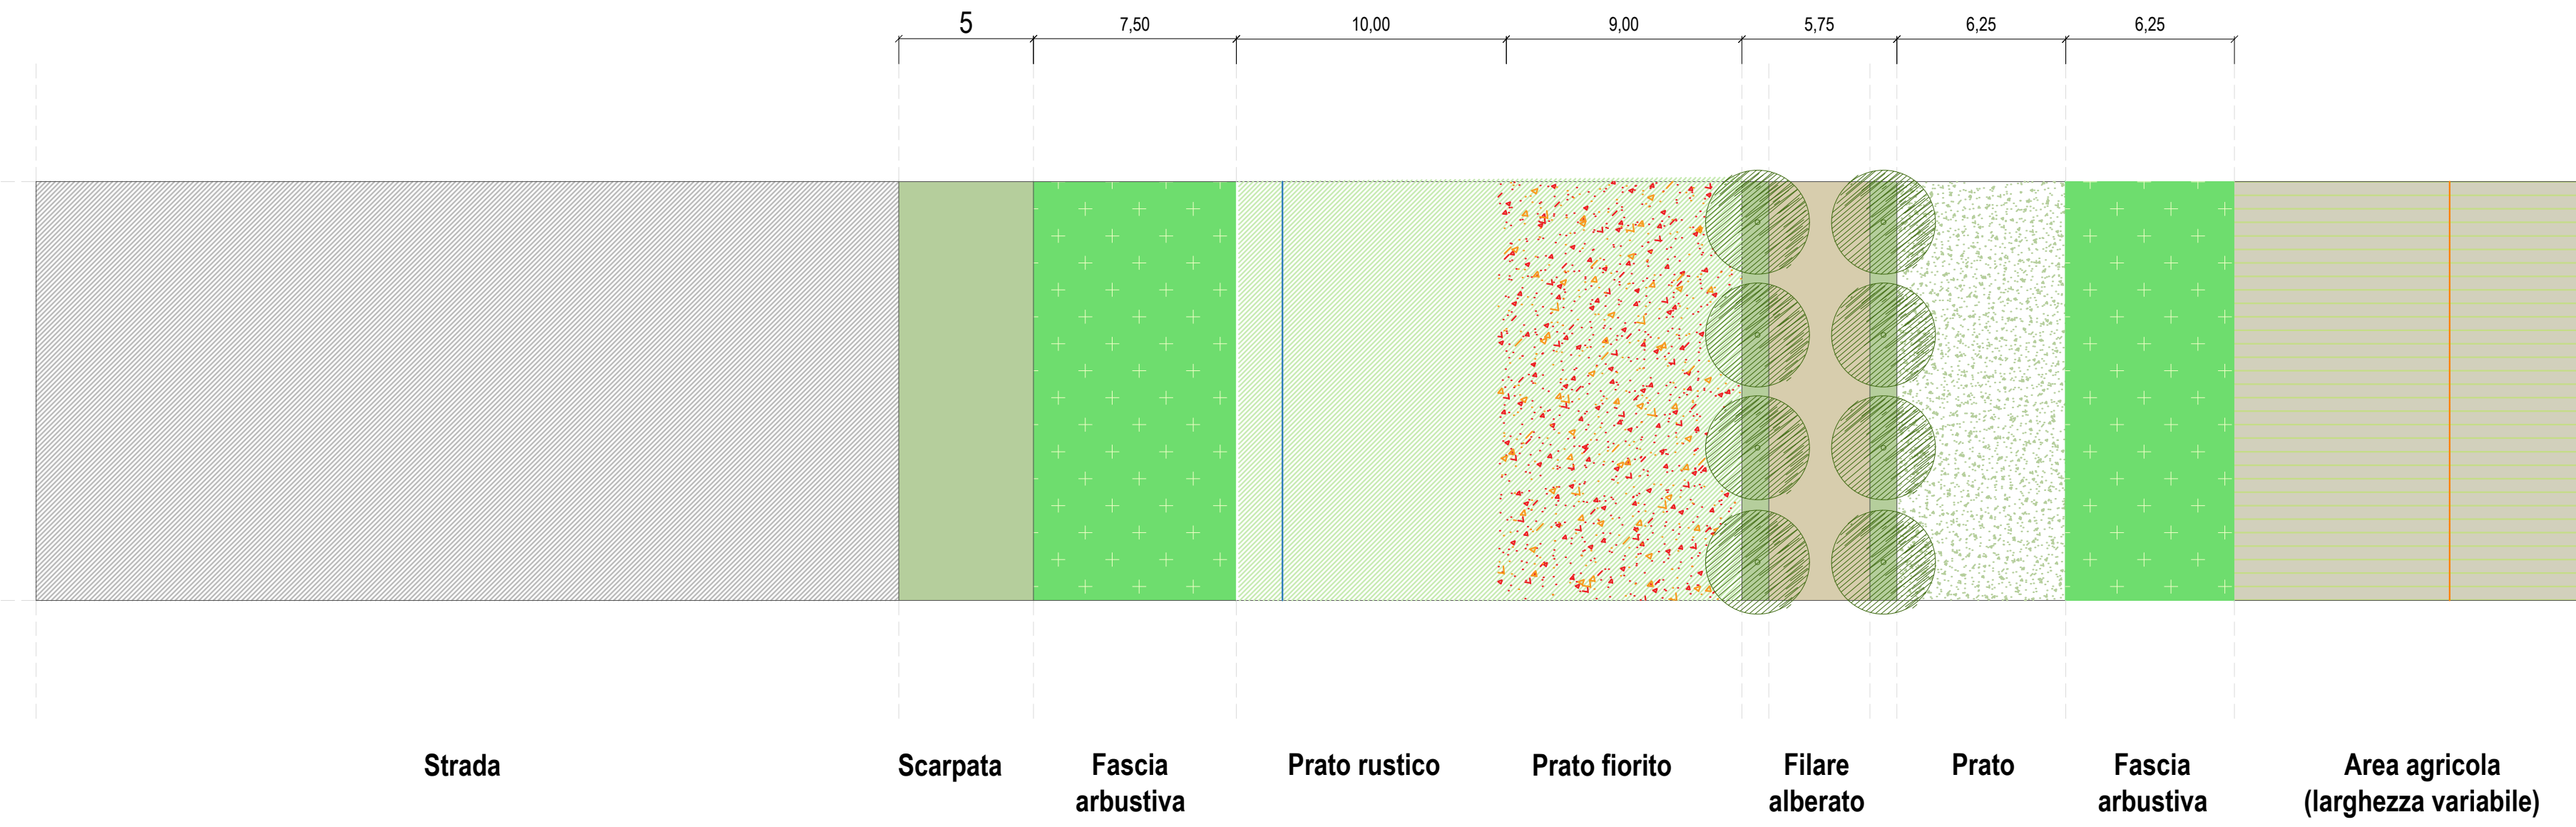 5
7,50
10,00
9,00
5,75
6,25
6,25
Strada
Scarpata
Fascia
arbustiva
Prato rustico
Prato fiorito
Filare
alberato
Prato
Fascia
arbustiva
Area agricola
(larghezza variabile)